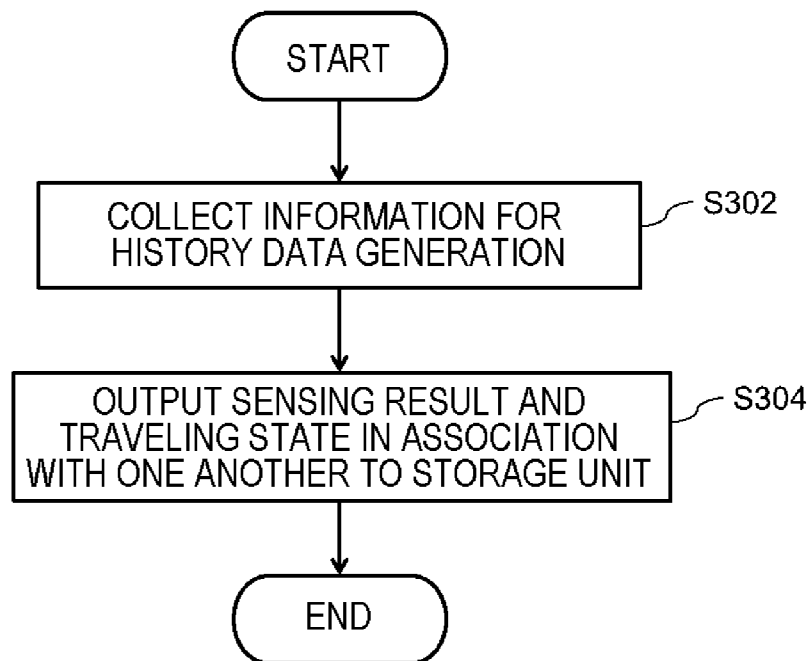 START
COLLECT INFORMATION FOR
HISTORY DATA GENERATION
S302
OUTPUT SENSING RESULT AND
TRAVELING STATE IN ASSOCIATION
WITH ONE ANOTHER TO STORAGE UNIT
S304
END